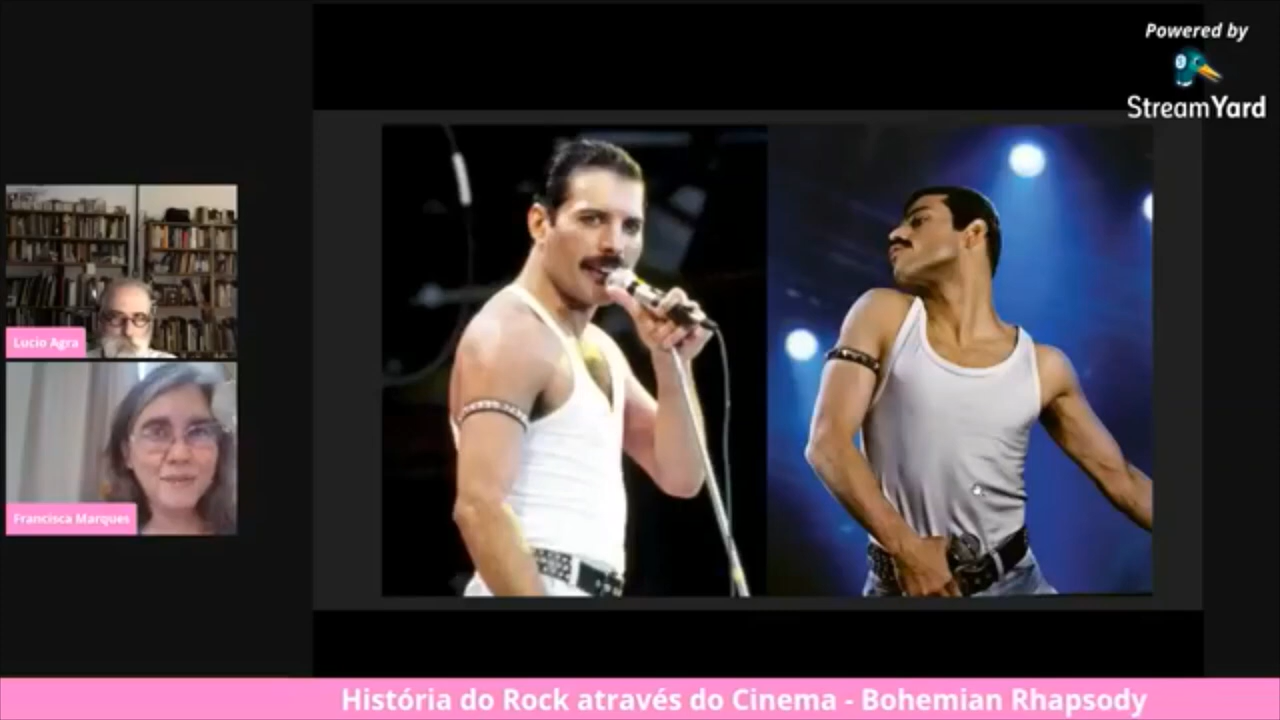 Powered by
StreamYard
Lucio Agra
Francisca Marques
História do Rock através do Cinema - Bohemian Rhapsody